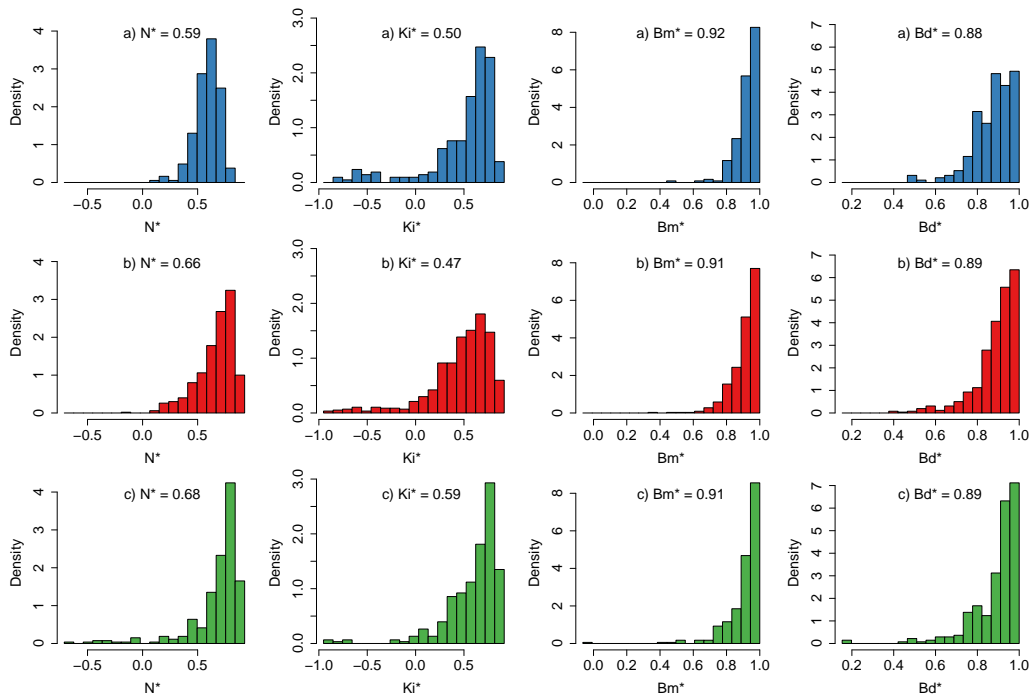 a) N* = 0.59
Density
0 1 2 3 4
−0.5 0.0 0.5
N*
a) Ki* = 0.50
Density
0.0 1.0 2.0 3.0
−1.0 −0.5 0.0 0.5
Ki*
a) Bm* = 0.92
Density
0 2 4 6 8
0.0 0.2 0.4 0.6 0.8 1.0
Bm*
a) Bd* = 0.88
Density
0 1 2 3 4 5 6 7
0.2 0.4 0.6 0.8 1.0
Bd*
b) N* = 0.66
Density
0 1 2 3 4
−0.5 0.0 0.5
N*
b) Ki* = 0.47
Density
0.0 1.0 2.0 3.0
−1.0 −0.5 0.0 0.5
Ki*
b) Bm* = 0.91
Density
0 2 4 6 8
0.0 0.2 0.4 0.6 0.8 1.0
Bm*
b) Bd* = 0.89
Density
0 1 2 3 4 5 6 7
0.2 0.4 0.6 0.8 1.0
Bd*
c) N* = 0.68
Density
0 1 2 3 4
−0.5 0.0 0.5
N*
c) Ki* = 0.59
Density
0.0 1.0 2.0 3.0
−1.0 −0.5 0.0 0.5
Ki*
c) Bm* = 0.91
Density
0 2 4 6 8
0.0 0.2 0.4 0.6 0.8 1.0
Bm*
c) Bd* = 0.89
Density
0 1 2 3 4 5 6 7
0.2 0.4 0.6 0.8 1.0
Bd*